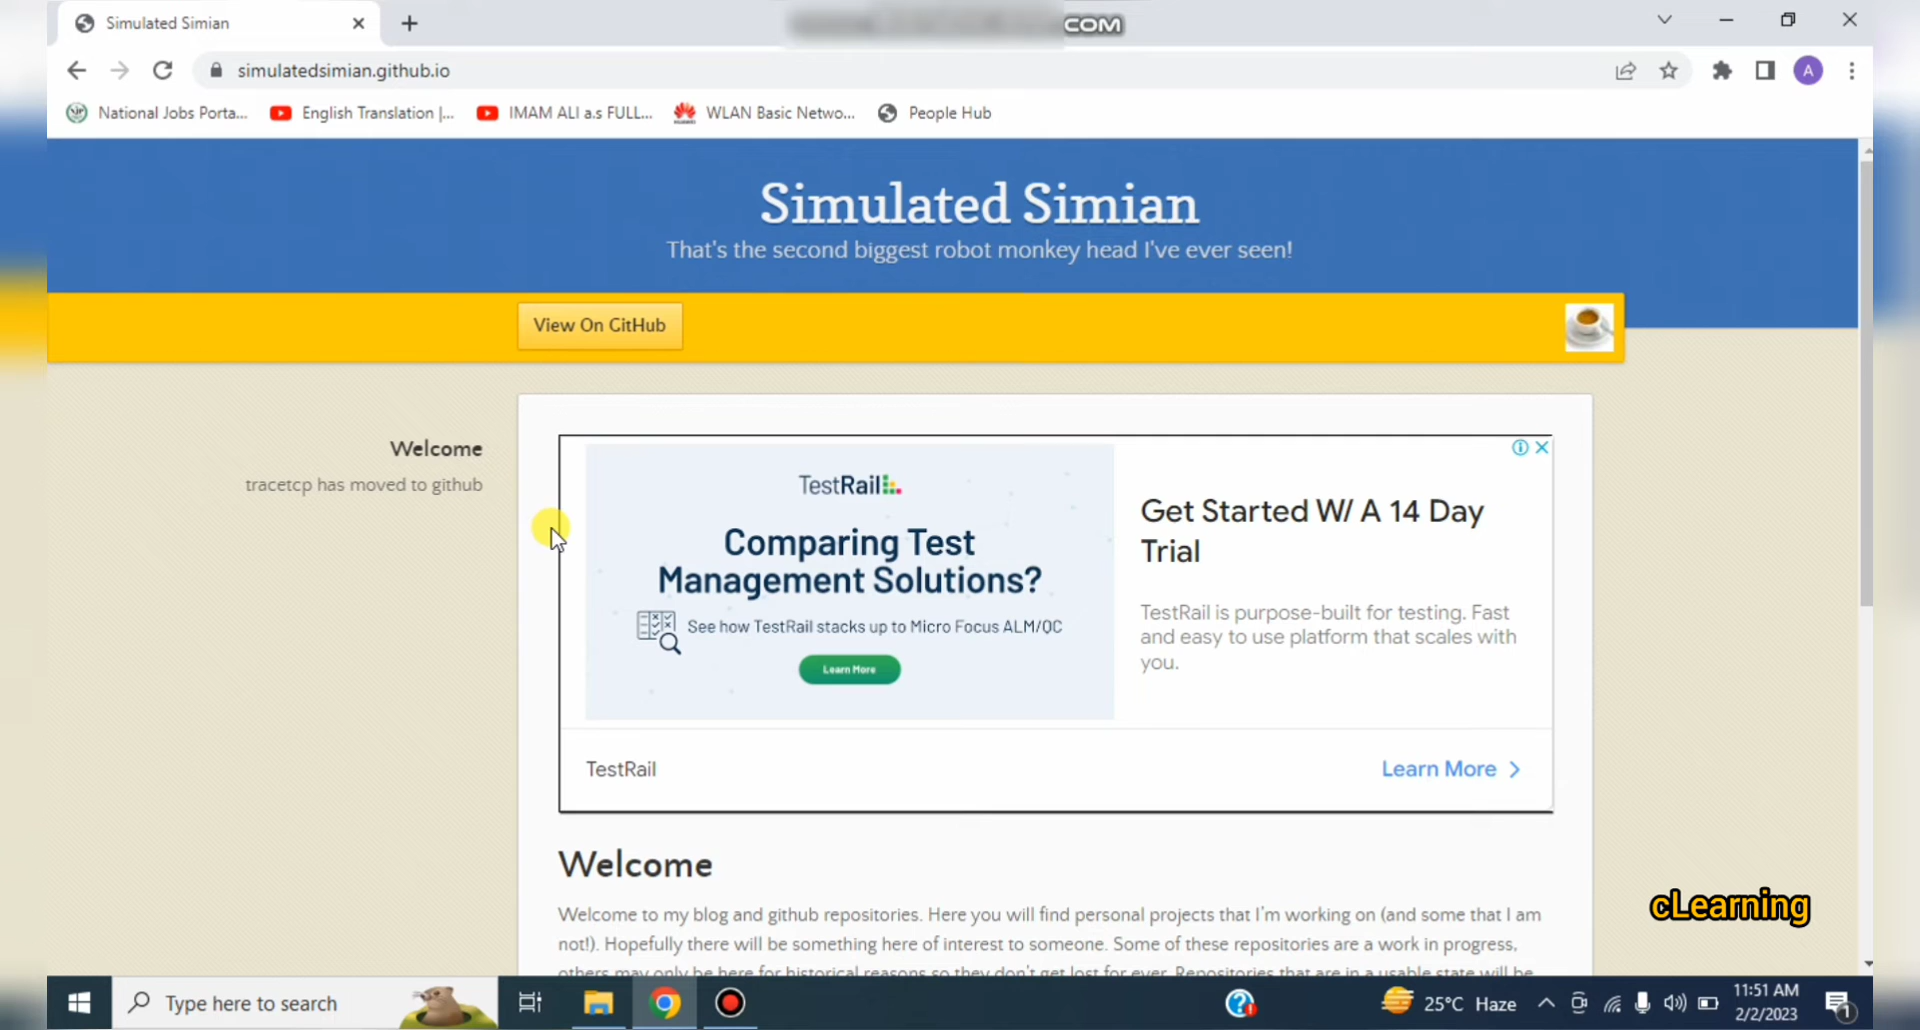 Simulated Simian
COM
simulatedsimian.github.io
A
National Jobs Porta...
English Translation |...
IMAM ALI a.s FULL...
WLAN Basic Netwo...
People Hub
Simulated Simian
That's the second biggest robot monkey head I've ever seen!
View On GitHub
Welcome
tracetcp has moved to github
TestRail
Comparing Test
Management Solutions?
See how TestRail stacks up to Micro Focus ALM/QC
Learn More
Get Started W/ A 14 Day
Trial
TestRail is purpose-built for testing. Fast
and easy to use platform that scales with
you.
TestRail
Learn More
Welcome
Welcome to my blog and github repositories. Here you will find personal projects that I'm working on (and some that I am
not!). Hopefully there will be something here of interest to someone. Some of these repositories are a work in progress,
others may only be here for historical reasons so they don't get lost for ever. Repositories that are in a usable state will be
cLearning
Type here to search
25°C Haze
11:51 AM
2/2/2023
1